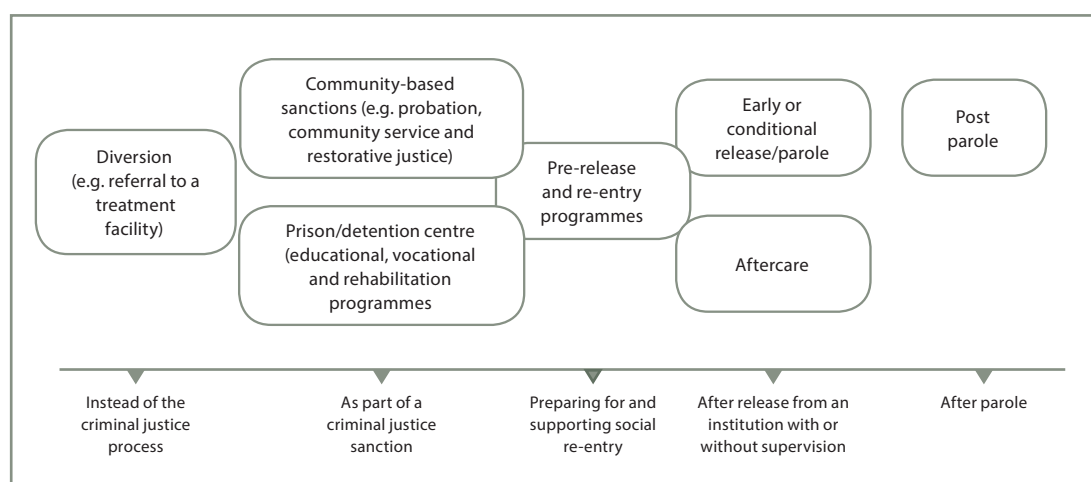 Diversion
(e.g. referral to a
treatment
facility)
Community-based
sanctions (e.g. probation,
community service and
restorative justice)
Prison/detention centre
(educational, vocational
and rehabilitation
programmes
Pre-release
and re-entry
programmes
Early or
conditional
release/parole
Aftercare
Post
parole
Instead of the
criminal justice
process
As part of a
criminal justice
sanction
Preparing for and
supporting social
re-entry
After release from an
institution with or
without supervision
After parole